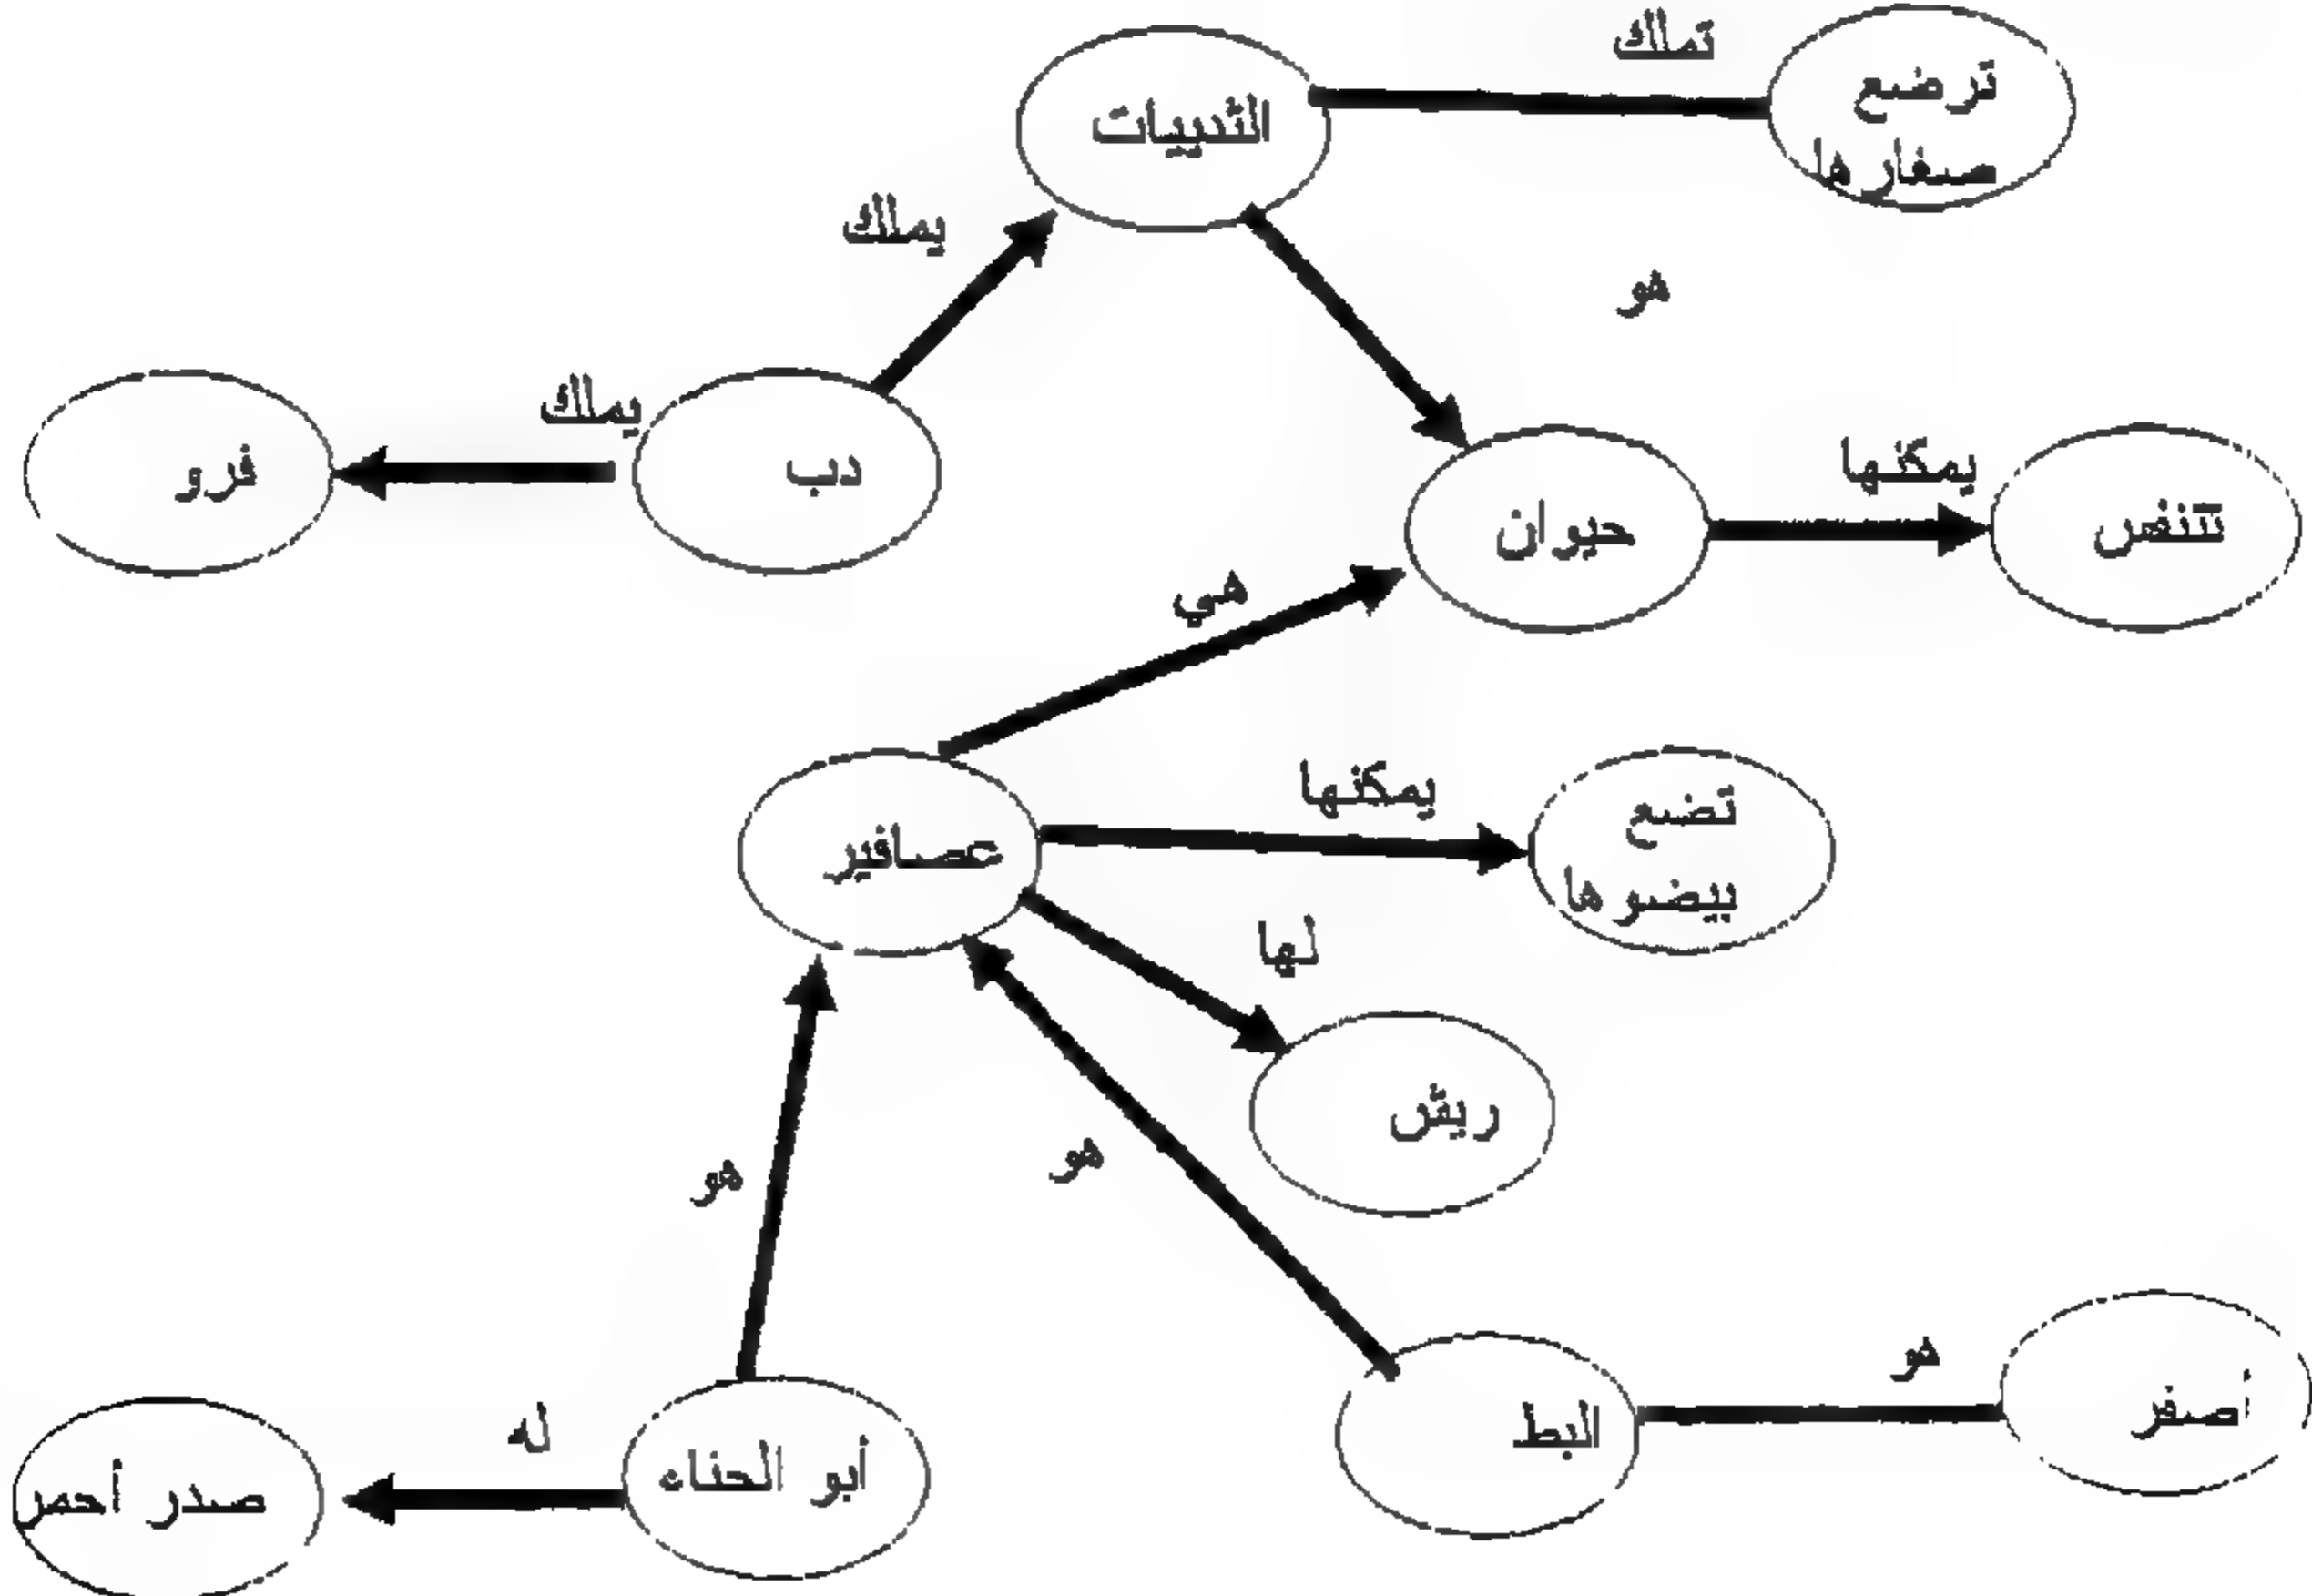 تملك
ترضع
صغارها
الثدييات
يملك
هو
يملك
فرو
دب
يمكنها
حيوان
تتنفس
هي
يمكنها
تضع
بيضوها
عصافير
لها
ريش
هو
هو
هو
أصفر
البط
له
أبو الحناء
صدر أحمر